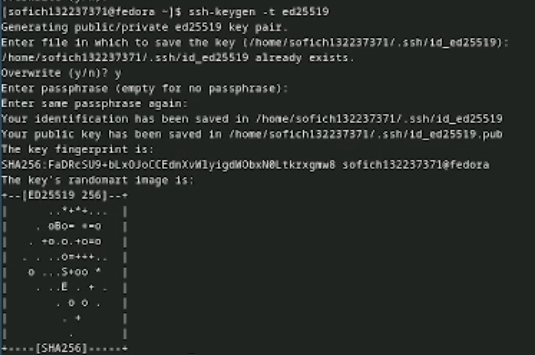 [sofich132237371@fedora ~]$ ssh-keygen -t ed25519
Generating public/private ed25519 key pair.
Enter file in which to save the key (/home/sofich132237371/.ssh/id_ed25519):
/home/sofich132237371/.ssh/id_ed25519 already exists.
Overwrite (y/n)? y
Enter passphrase (empty for no passphrase):
Enter same passphrase again:
Your identification has been saved in /home/sofich132237371/.ssh/id_ed25519
Your public key has been saved in /home/sofich132237371/.ssh/id_ed25519.pub
The key fingerprint is:
sofich132237371@fedora
The key's randomart image is:
+--[ED25519 256]--+
|      ..*+*+...  |
|    . oBo= +=o   |
|   . +o.o.+o=o   |
|  . . ..o=+++..  |
|   o ...S+oo *   |
|    . ..E . + .  |
|       . o o .   |
|        . +      |
|         .       |
+----[SHA256]-----+